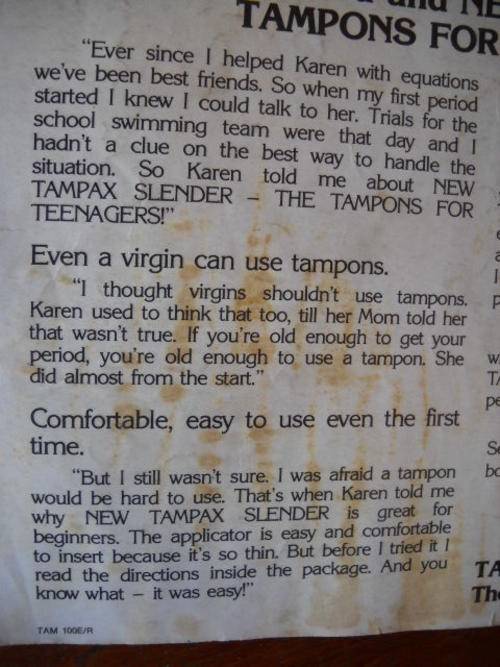 TAMPONS FOR
“Ever since I helped Karen with equations
we’ve been best friends. So when my first period
started I knew I could talk to her. Trials for the
school swimming team were that day and I
hadn’t a clue on the best way to handle the
situation. So Karen told me about NEW
TAMPAX SLENDER – THE TAMPONS FOR
TEENAGERS!”
Even a virgin can use tampons.
“I thought virgins shouldn’t use tampons.
Karen used to think that too, till her Mom told her
that wasn’t true. If you’re old enough to get your
period, you’re old enough to use a tampon. She
did almost from the start.”
Comfortable, easy to use even the first
time.
“But I still wasn’t sure. I was afraid a tampon
would be hard to use. That’s when Karen told me
why NEW TAMPAX SLENDER is great for
beginners. The applicator is easy and comfortable
to insert because it’s so thin. But before I tried it I
read the directions inside the package. And you
know what – it was easy!”
TAM 100E/R